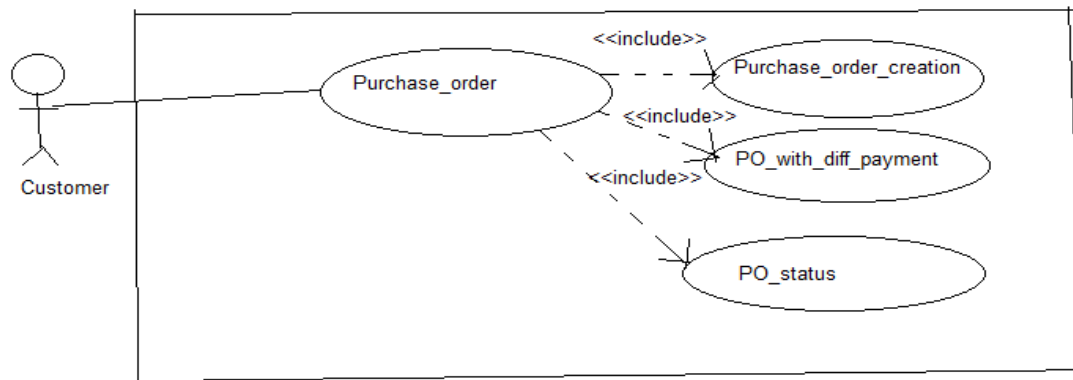 <<include>>
Purchase_order
Purchase_order_creation
<<include>>
PO_with_diff_payment
<<include>>
Customer
PO_status